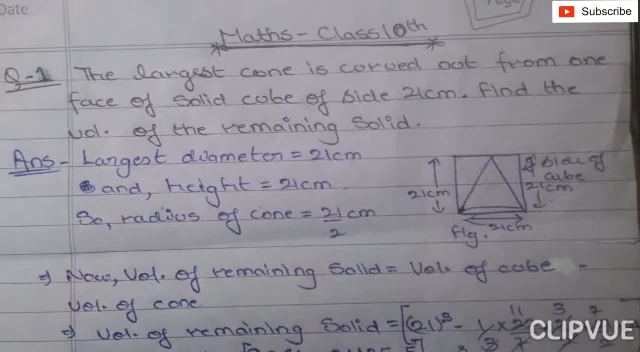 Date
Page
Subscribe
Maths - Class 10th
Q-1 The largest cone is corved out from one
face of solid cube of side 21cm. Find the
vol. of the remaining solid.
Ans - Largest diameter = 21cm
and, height = 21cm
So, radius of cone = 21/2 cm
21cm
side of
cube
21cm
fig. 21cm
⇒ Now, Vol. of remaining solid = Vol. of cube -
Vol. of cone
⇒ Vol. of remaining Solid = [(21)³ - 1/3 ×
CLIPVUE